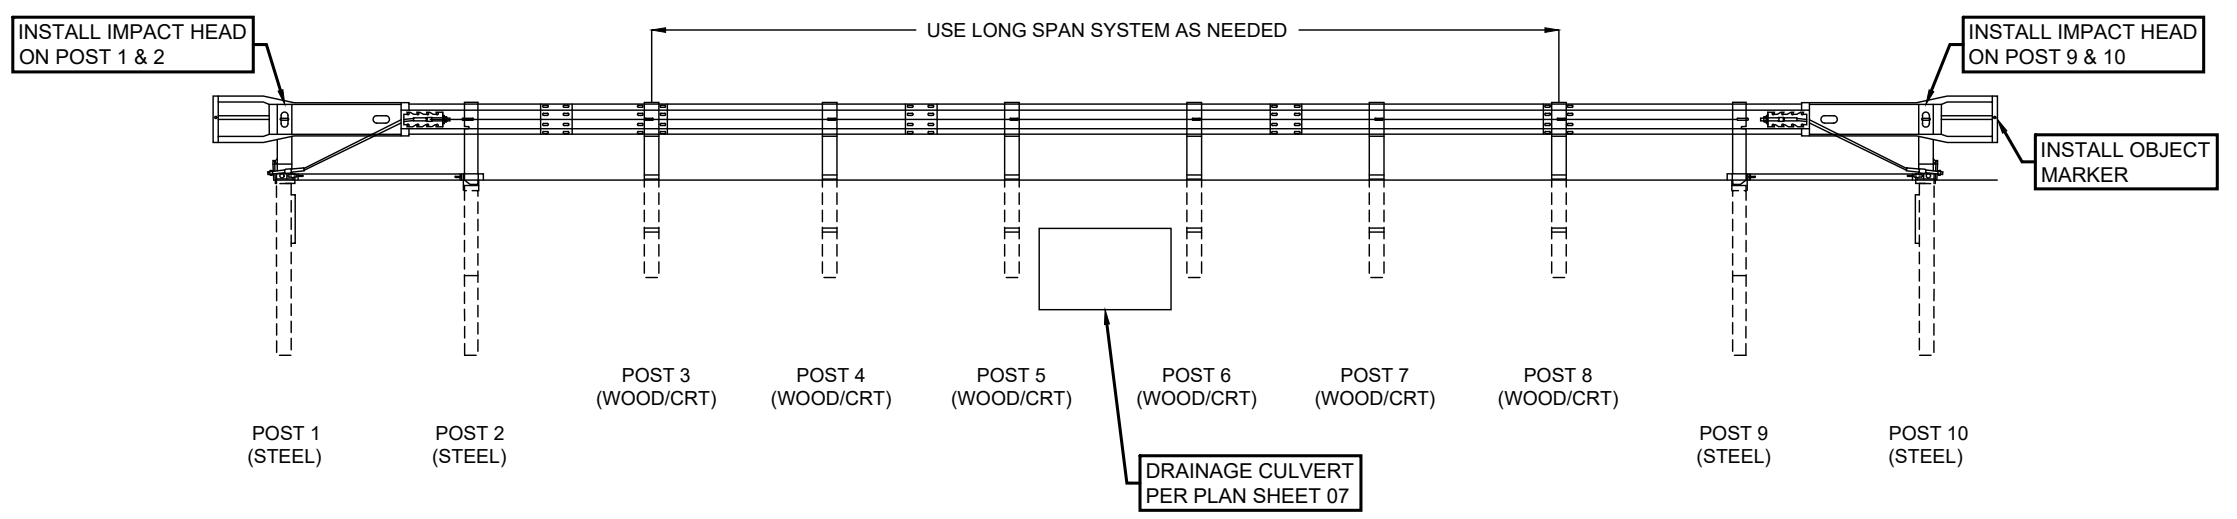 INSTALL IMPACT HEAD
ON POST 1 & 2
USE LONG SPAN SYSTEM AS NEEDED
INSTALL IMPACT HEAD
ON POST 9 & 10
INSTALL OBJECT
MARKER
POST 3
(WOOD/CRT)
POST 4
(WOOD/CRT)
POST 5
(WOOD/CRT)
POST 6
(WOOD/CRT)
POST 7
(WOOD/CRT)
POST 8
(WOOD/CRT)
POST 1
(STEEL)
POST 2
(STEEL)
POST 9
(STEEL)
POST 10
(STEEL)
DRAINAGE CULVERT
PER PLAN SHEET 07